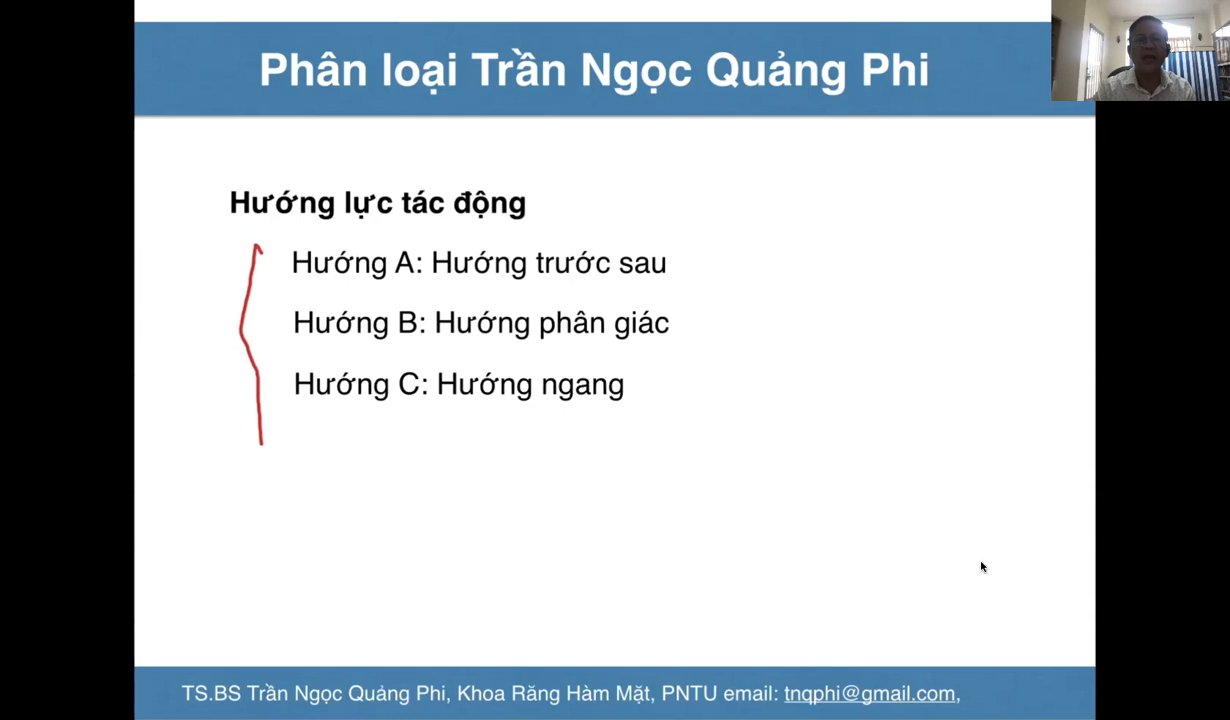 Phân loại Trần Ngọc Quảng Phi
Hướng lực tác động
Hướng A: Hướng trước sau
Hướng B: Hướng phân giác
Hướng C: Hướng ngang
TS.BS Trần Ngọc Quảng Phi, Khoa Răng Hàm Mặt, PNTU email: tnqphi@gmail.com,